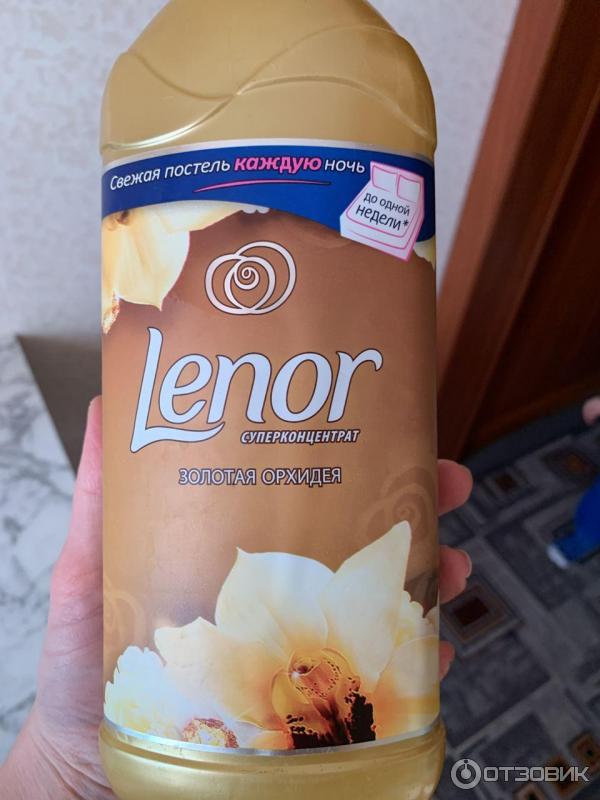 Свежая постель каждую ночь
до одной
недели*
Lenor
СУПЕРКОНЦЕНТРАТ
ЗОЛОТАЯ ОРХИДЕЯ
ОТЗОВИК